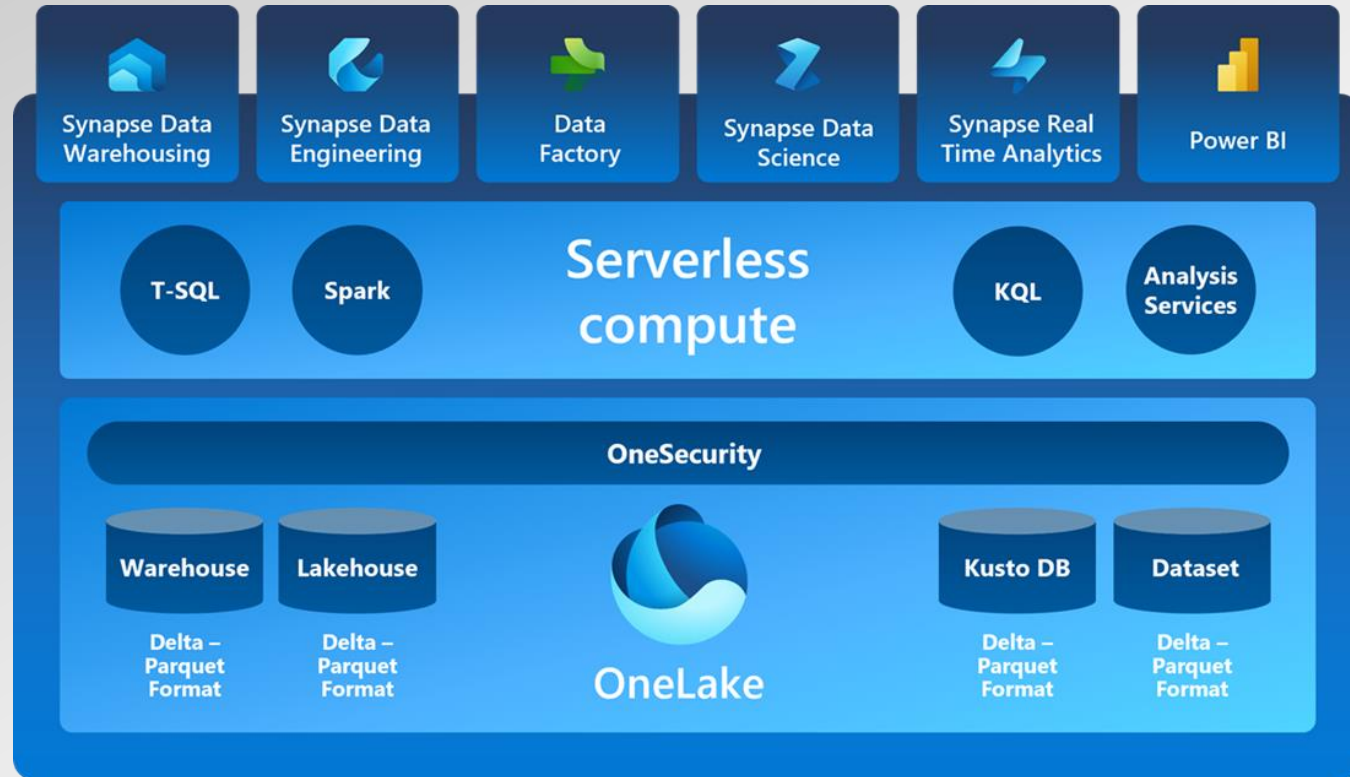 Synapse Data
Warehousing
Synapse Data
Engineering
Data
Factory
Synapse Data
Science
Synapse Real
Time Analytics
Power BI
T-SQL
Spark
Serverless
compute
KQL
Analysis
Services
OneSecurity
Warehouse
Lakehouse
Kusto DB
Dataset
Delta –
Parquet
Format
Delta –
Parquet
Format
OneLake
Delta –
Parquet
Format
Delta –
Parquet
Format